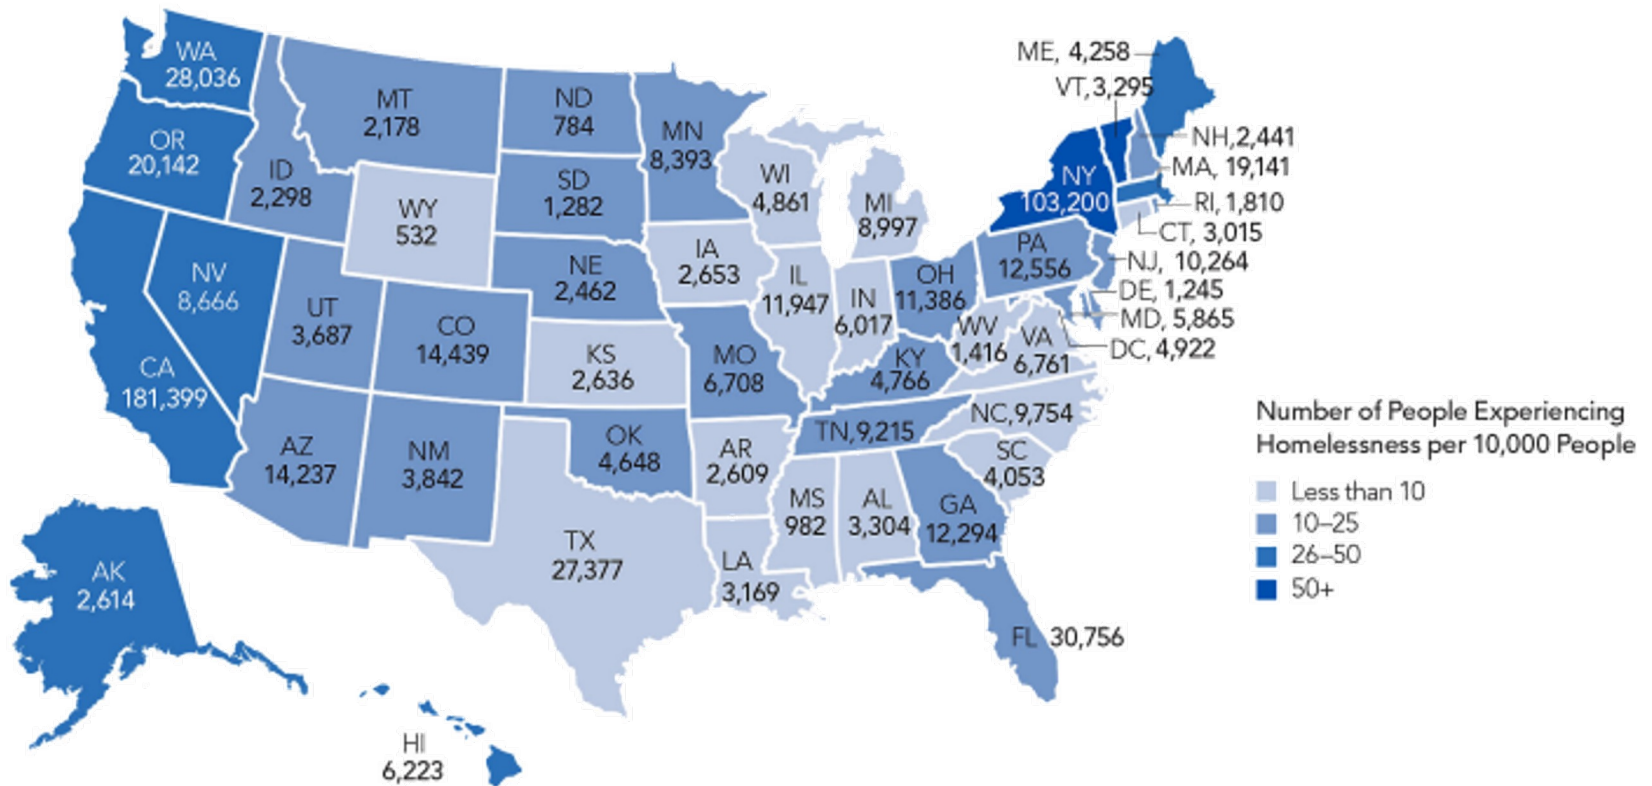 WA
28,036
OR
20,142
ID
2,298
MT
2,178
ND
784
MN
8,393
SD
1,282
WY
532
NV
8,666
CA
181,399
UT
3,687
CO
14,439
NE
2,462
KS
2,636
IA
2,653
WI
4,861
MI
8,997
IL
11,947
IN
6,017
OH
11,386
MO
6,708
KY
4,766
WV
1,416
VA
6,761
PA
12,556
NY
103,200
ME, 4,258
VT,3,295
NH,2,441
MA, 19,141
RI, 1,810
CT, 3,015
NJ, 10,264
DE, 1,245
MD, 5,865
DC, 4,922
AZ
14,237
NM
3,842
OK
4,648
AR
2,609
TN,9,215
NC,9,754
SC
4,053
TX
27,377
LA
3,169
MS
982
AL
3,304
GA
12,294
FL 30,756
AK
2,614
HI
6,223
Number of People Experiencing
Homelessness per 10,000 People
Less than 10
10–25
26–50
50+